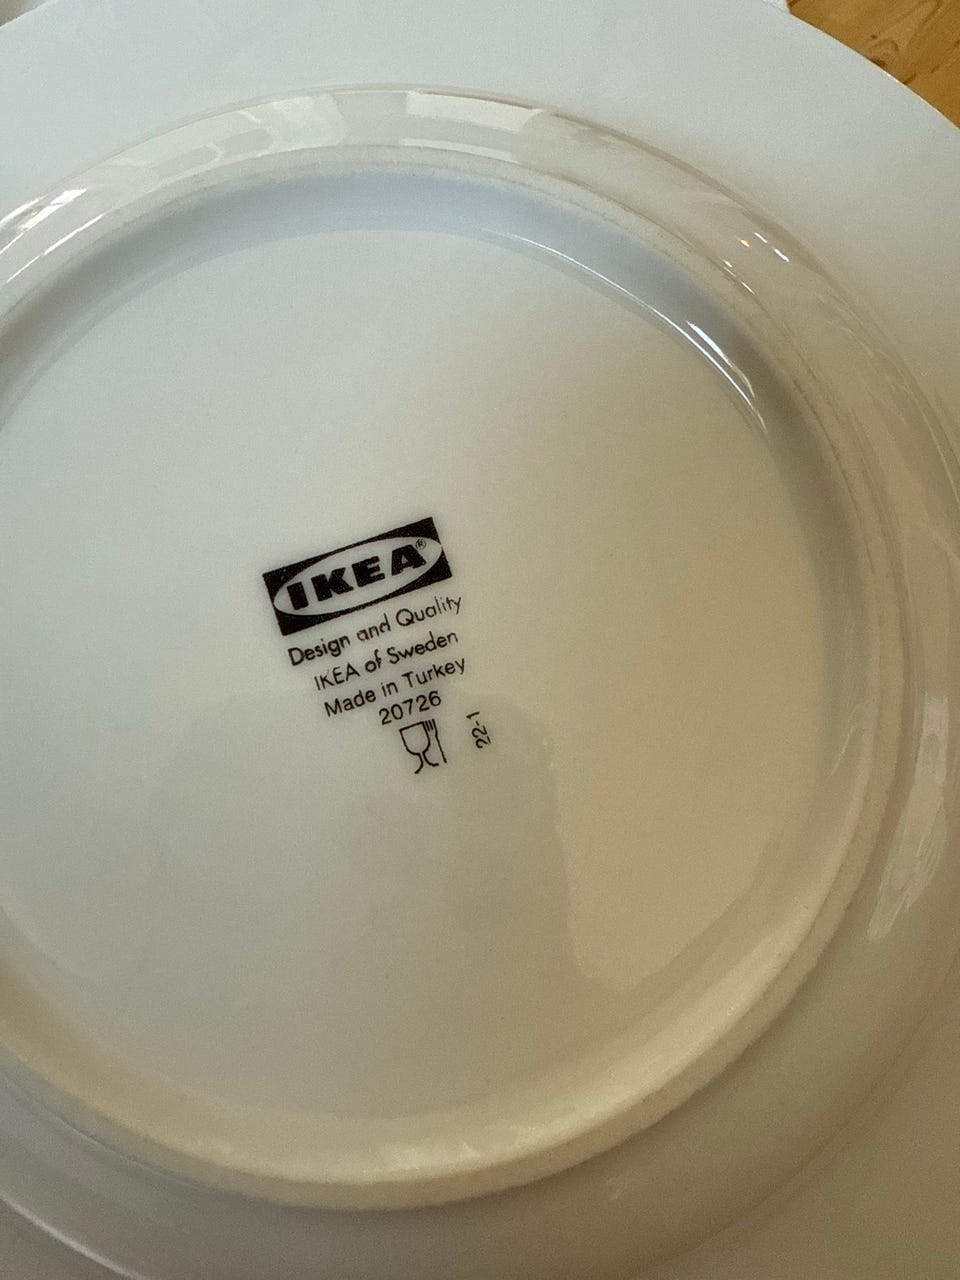 IKEA®
Design and Quality
IKEA of Sweden
Made in Turkey
20726
22-1